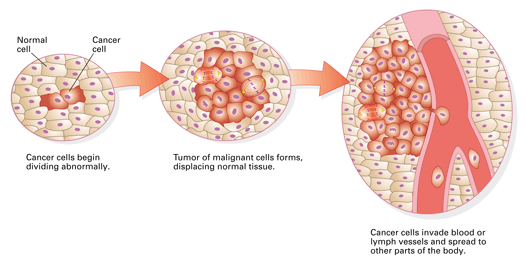 Normal
cell
Cancer
cell
Cancer cells begin
dividing abnormally.
Tumor of malignant cells forms,
displacing normal tissue.
Cancer cells invade blood or
lymph vessels and spread to
other parts of the body.